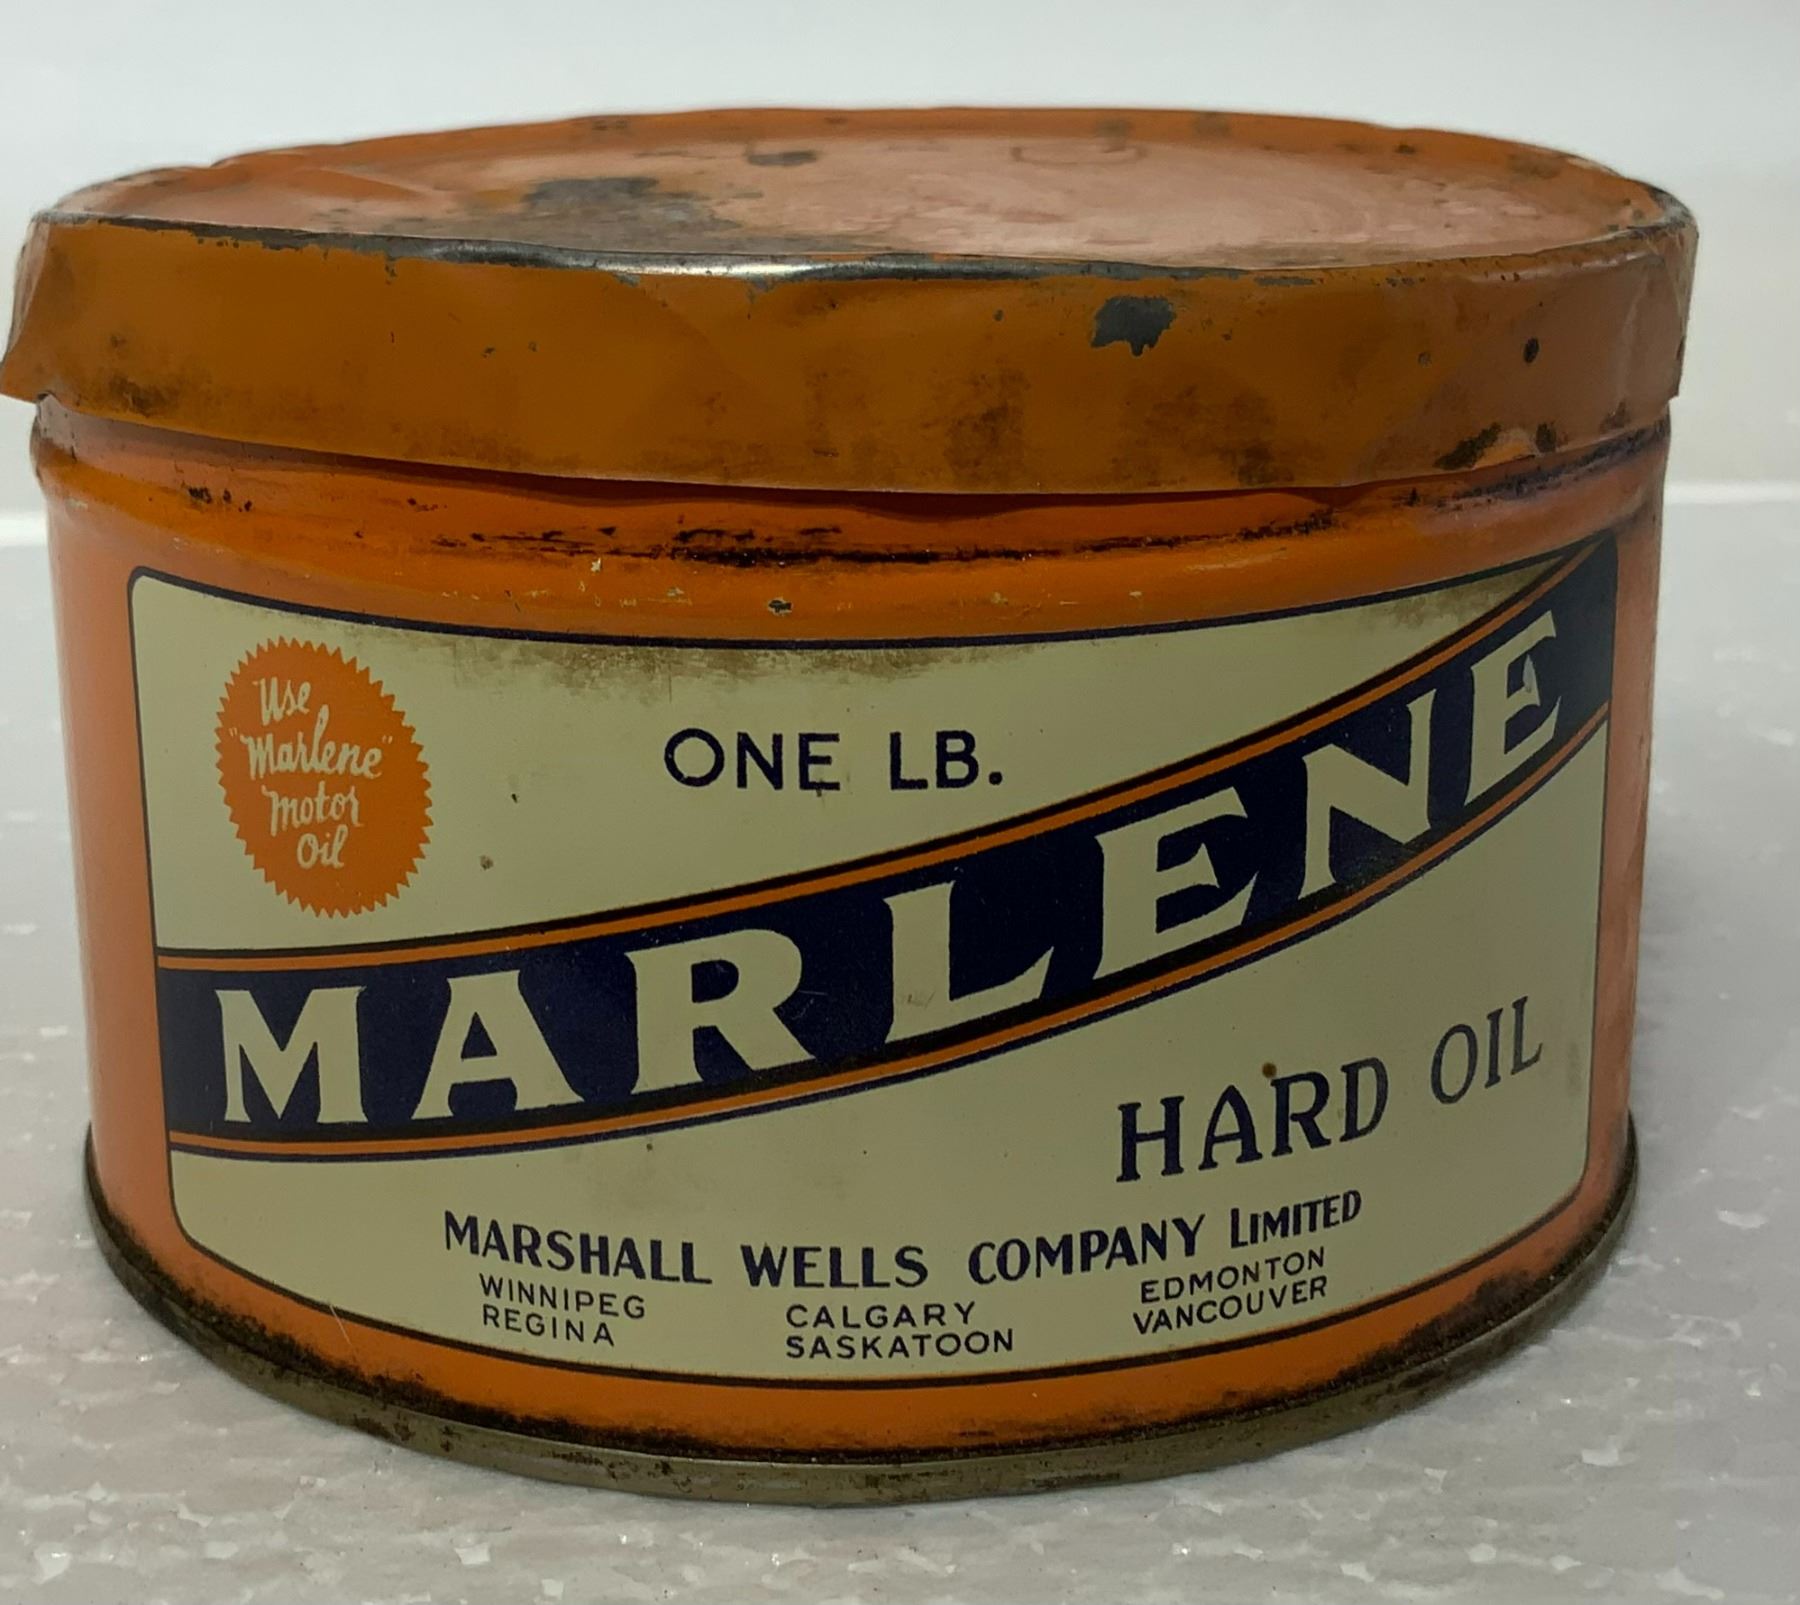 Use
"Marlene"
Motor
Oil
ONE LB.
MARLENE
HARD OIL
MARSHALL WELLS COMPANY LIMITED
WINNIPEG
REGINA
CALGARY
SASKATOON
EDMONTON
VANCOUVER